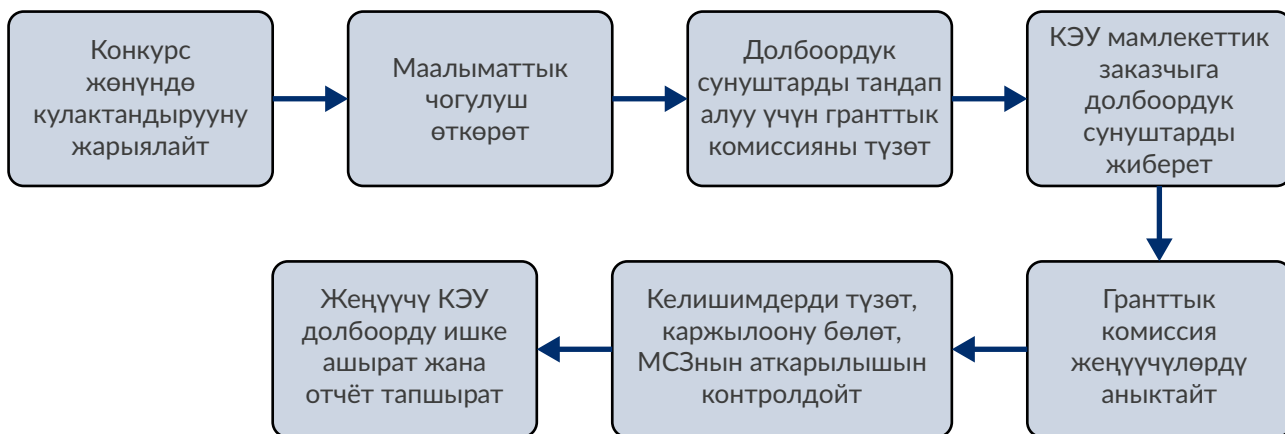 Конкурс
жөнүндө
кулактандырууну
жарыялайт
Маалыматтык
чогулуш
өткөрөт
Долбоордук
сунуштарды тандап
алуу үчүн гранттык
комиссияны түзөт
КЭУ мамлекеттик
заказчыга
долбоордук
сунуштарды
жиберет
Гранттык
комиссия
жеңүүчүлөрдү
аныктайт
Келишимдерди түзөт,
каржылоону бөлөт,
МСЗнын аткарылышын
контролдойт
Жеңүүчү КЭУ
долбоорду ишке
ашырат жана
отчёт тапшырат